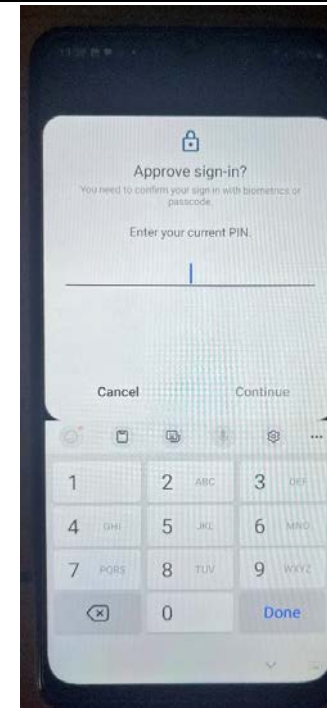 Approve sign-in?
You need to confirm your sign in with biometrics or
passcode.
Enter your current PIN.
Cancel Continue
1 2 ABC 3 DEF
4 GHI 5 JKL 6 MNO
7 PQRS 8 TUV 9 WXYZ
0 Done